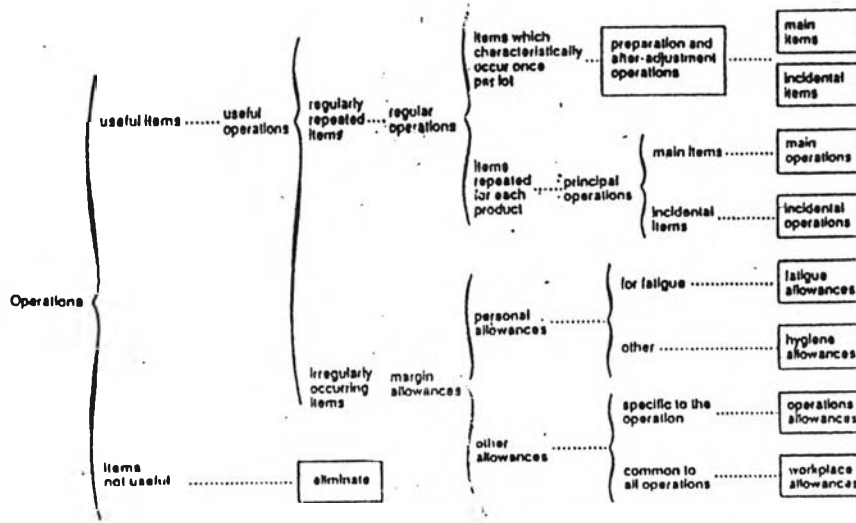 Operations
useful items
useful
operations
regularly
repeated
items
regular
operations
items which
characteristically
occur once
per lot
preparation and
after-adjustment
operations
main
items
incidental
items
items
repeated
for each
product
principal
operations
main items
main
operations
incidental
items
incidental
operations
irregularly
occurring
items
margin
allowances
personal
allowances
for fatigue
fatigue
allowances
other
hygiene
allowances
other
allowances
specific to the
operation
operations
allowances
common to
all operations
workplace
allowances
items
not useful
eliminate